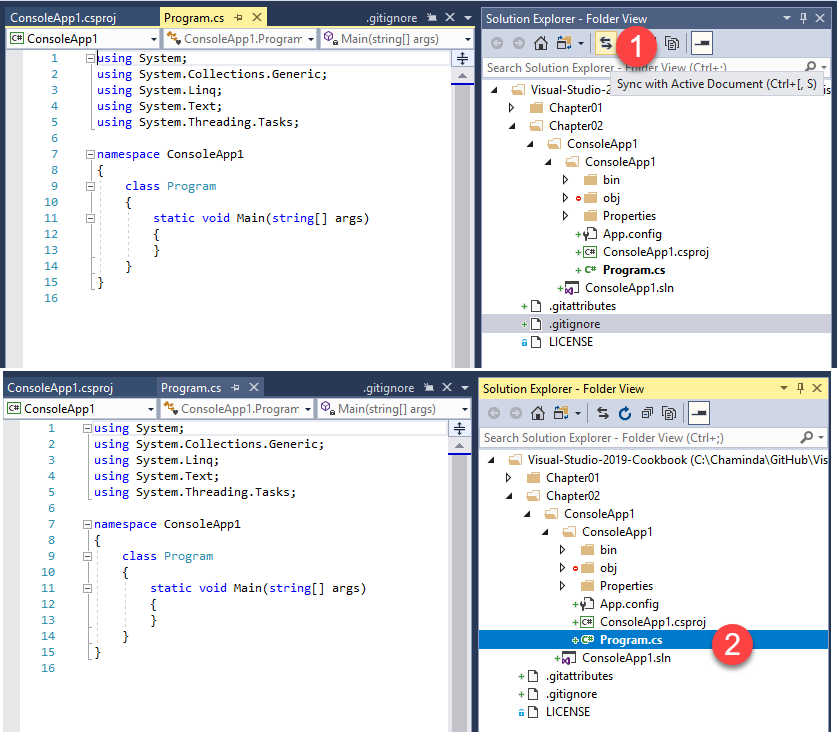 ConsoleApp1.csproj
Program.cs
.gitignore
ConsoleApp1
ConsoleApp1.Program
Main(string[] args)
1 using System;
2 using System.Collections.Generic;
3 using System.Linq;
4 using System.Text;
5 using System.Threading.Tasks;
6
7 namespace ConsoleApp1
8 {
9 class Program
10 {
11 static void Main(string[] args)
12 {
13 }
14 }
15 }
16
Solution Explorer - Folder View
1
Search Solution Explorer - Folder View (Ctrl+;)
Sync with Active Document (Ctrl+[, S)
Visual-Studio-2
Chapter01
Chapter02
ConsoleApp1
ConsoleApp1
bin
obj
Properties
App.config
ConsoleApp1.csproj
Program.cs
ConsoleApp1.sln
.gitattributes
.gitignore
LICENSE
ConsoleApp1.csproj
Program.cs
.gitignore
ConsoleApp1
ConsoleApp1.Program
Main(string[] args)
1 using System;
2 using System.Collections.Generic;
3 using System.Linq;
4 using System.Text;
5 using System.Threading.Tasks;
6
7 namespace ConsoleApp1
8 {
9 class Program
10 {
11 static void Main(string[] args)
12 {
13 }
14 }
15 }
16
Solution Explorer - Folder View
Search Solution Explorer - Folder View (Ctrl+;)
Visual-Studio-2019-Cookbook (C:\Chaminda\GitHub\Vis
Chapter01
Chapter02
ConsoleApp1
ConsoleApp1
bin
obj
Properties
App.config
ConsoleApp1.csproj
Program.cs
2
ConsoleApp1.sln
.gitattributes
.gitignore
LICENSE